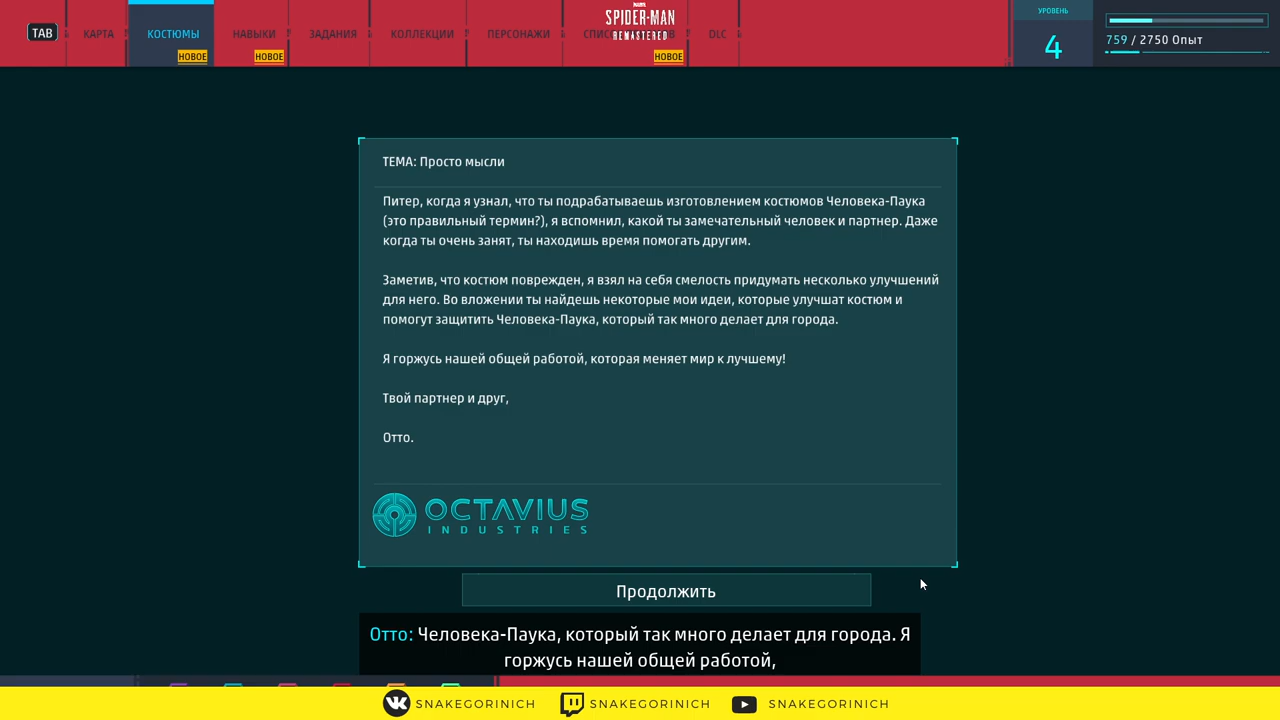 TAB
КАРТА
КОСТЮМЫ
НОВОЕ
НАВЫКИ
НОВОЕ
ЗАДАНИЯ
КОЛЛЕКЦИИ
ПЕРСОНАЖИ
НОВОЕ
MARVEL
SPIDER-MAN
REMASTERED
DLC
УРОВЕНЬ
4
759 / 2750 Опыт
ТЕМА: Просто мысли
Питер, когда я узнал, что ты подрабатываешь изготовлением костюмов Человека-Паука
(это правильный термин?), я вспомнил, какой ты замечательный человек и партнер. Даже
когда ты очень занят, ты находишь время помогать другим.
Заметив, что костюм поврежден, я взял на себя смелость придумать несколько улучшений
для него. Во вложении ты найдешь некоторые мои идеи, которые улучшат костюм и
помогут защитить Человека-Паука, который так много делает для города.
Я горжусь нашей общей работой, которая меняет мир к лучшему!
Твой партнер и друг,
Отто.
OCTAVIUS
INDUSTRIES
Продолжить
Отто: Человека-Паука, который так много делает для города. Я
горжусь нашей общей работой,
SNAKEGORINICH
SNAKEGORINICH
SNAKEGORINICH